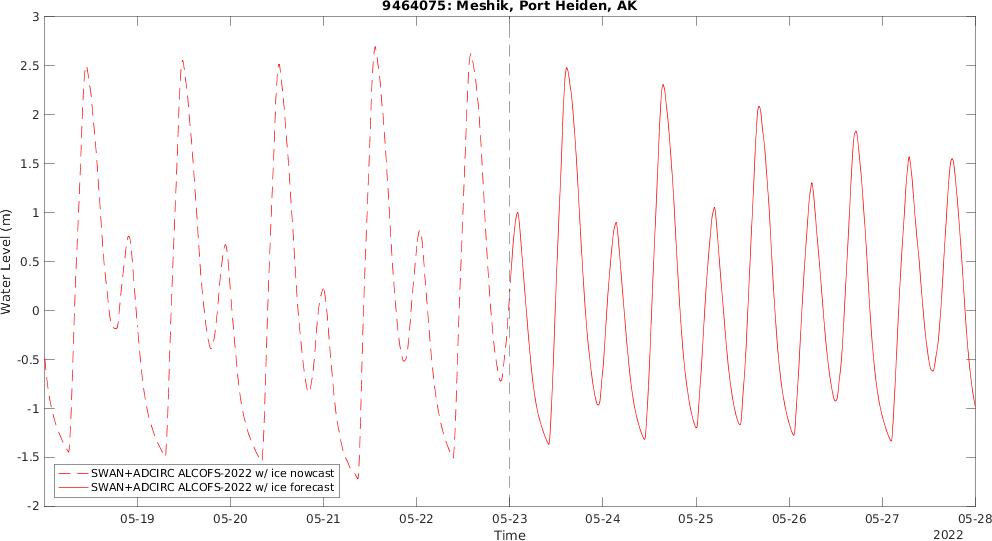 9464075: Meshik, Port Heiden, AK
3
2.5
2
1.5
1
0.5
0
-0.5
-1
-1.5
-2
Water Level (m)
SWAN+ADCIRC ALCOFS-2022 w/ ice nowcast
SWAN+ADCIRC ALCOFS-2022 w/ ice forecast
05-19 05-20 05-21 05-22 05-23 05-24 05-25 05-26 05-27 05-28
Time
2022